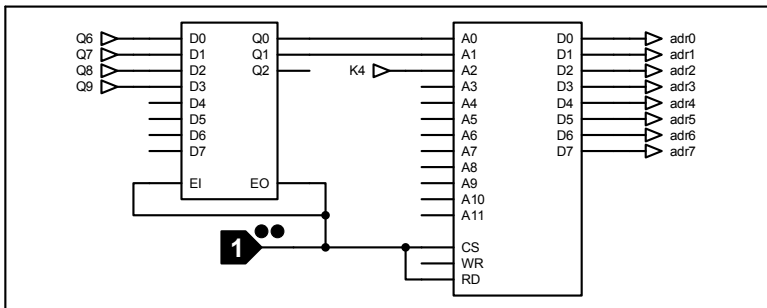 Q6 D0 Q0 A0 D0 adr0
Q7 D1 Q1 A1 D1 adr1
Q8 D2 Q2 K4 A2 D2 adr2
Q9 D3 A3 D3 adr3
D4 A4 D4 adr4
D5 A5 D5 adr5
D6 A6 D6 adr6
D7 A7 D7 adr7
A8
EI EO A9
A10
A11
1 CS
WR
RD